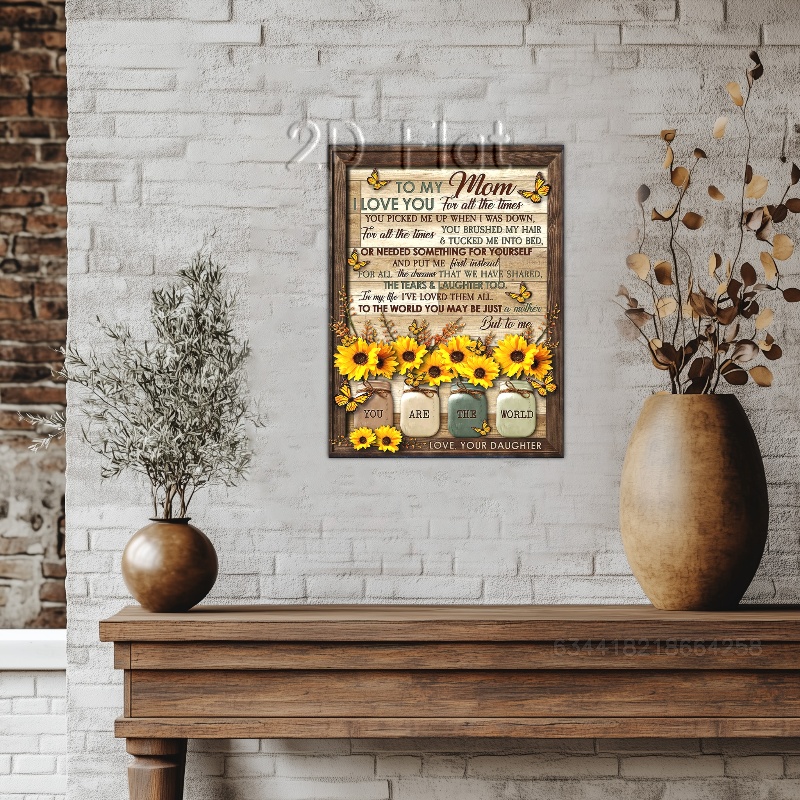 2D Flat
TO MY Mom
I LOVE YOU For all the times
YOU PICKED ME UP WHEN I WAS DOWN,
For all the times YOU BRUSHED MY HAIR
& TUCKED ME INTO BED,
OR NEEDED SOMETHING FOR YOURSELF
AND PUT ME first instead
FOR ALL the dreams THAT WE HAVE SHARED,
THE TEARS & LAUGHTER TOO,
In my life I'VE LOVED THEM ALL.
TO THE WORLD YOU MAY BE JUST a mother
But to me
YOU ARE THE WORLD
LOVE, YOUR DAUGHTER
634418218664258